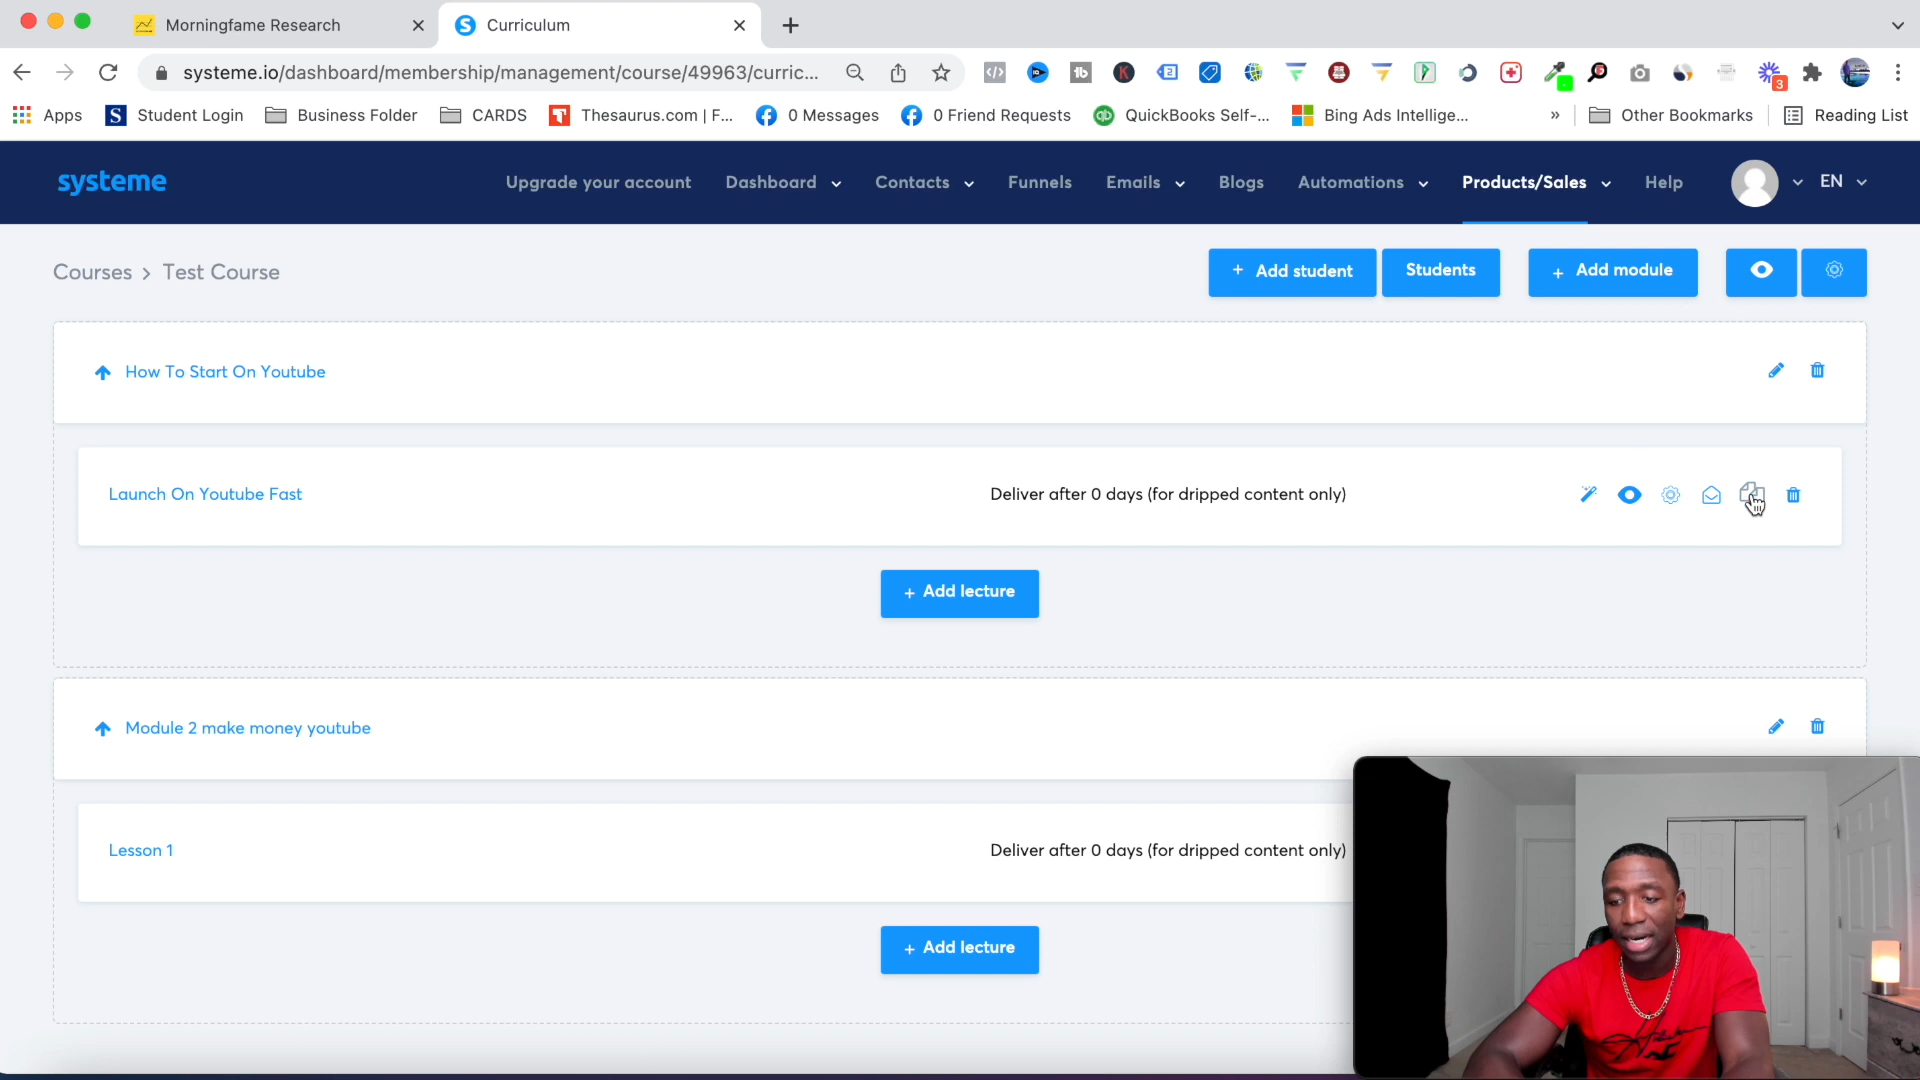 Morningfame Research
Curriculum
systeme.io/dashboard/membership/management/course/49963/curric...
3
Apps
Student Login
Business Folder
CARDS
Thesaurus.com | F...
0 Messages
0 Friend Requests
QuickBooks Self-...
Bing Ads Intellige...
»
Other Bookmarks
Reading List
systeme
Upgrade your account
Dashboard
Contacts
Funnels
Emails
Blogs
Automations
Products/Sales
Help
EN
Courses > Test Course
+ Add student
Students
+ Add module
How To Start On Youtube
Launch On Youtube Fast
Deliver after 0 days (for dripped content only)
+ Add lecture
Module 2 make money youtube
Lesson 1
Deliver after 0 days (for dripped content only)
+ Add lecture